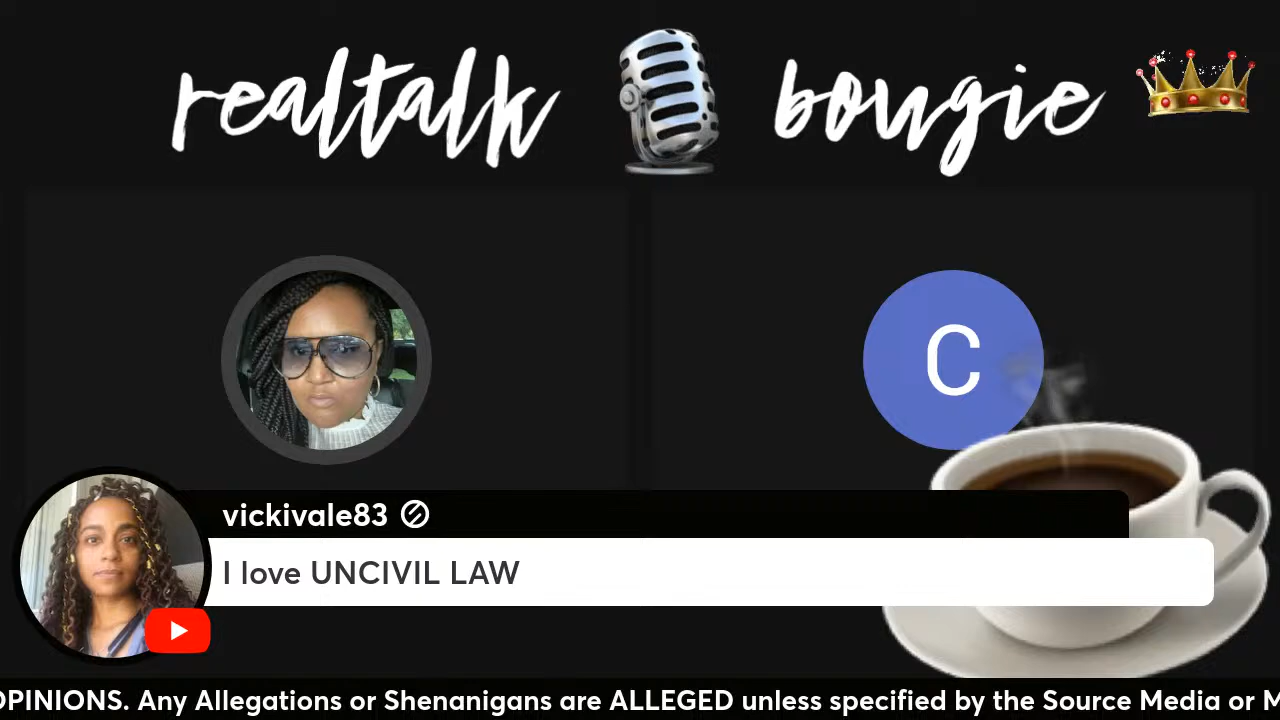 realtalk bougie
C
vickivale83
I love UNCIVIL LAW
OPINIONS. Any Allegations or Shenanigans are ALLEGED unless specified by the Source Media or M